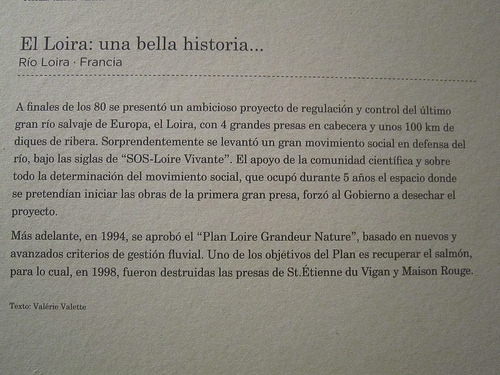 El Loira: una bella historia...
Río Loira · Francia
A finales de los 80 se presentó un ambicioso proyecto de regulación y control del último
gran río salvaje de Europa, el Loira, con 4 grandes presas en cabecera y unos 100 km de
diques de ribera. Sorprendentemente se levantó un gran movimiento social en defensa del
río, bajo las siglas de “SOS-Loire Vivante”. El apoyo de la comunidad científica y sobre
todo la determinación del movimiento social, que ocupó durante 5 años el espacio donde
se pretendían iniciar las obras de la primera gran presa, forzó al Gobierno a desechar el
proyecto.
Más adelante, en 1994, se aprobó el “Plan Loire Grandeur Nature”, basado en nuevos y
avanzados criterios de gestión fluvial. Uno de los objetivos del Plan es recuperar el salmón,
para lo cual, en 1998, fueron destruidas las presas de St.Étienne du Vigan y Maison Rouge.
Texto: Valérie Valette